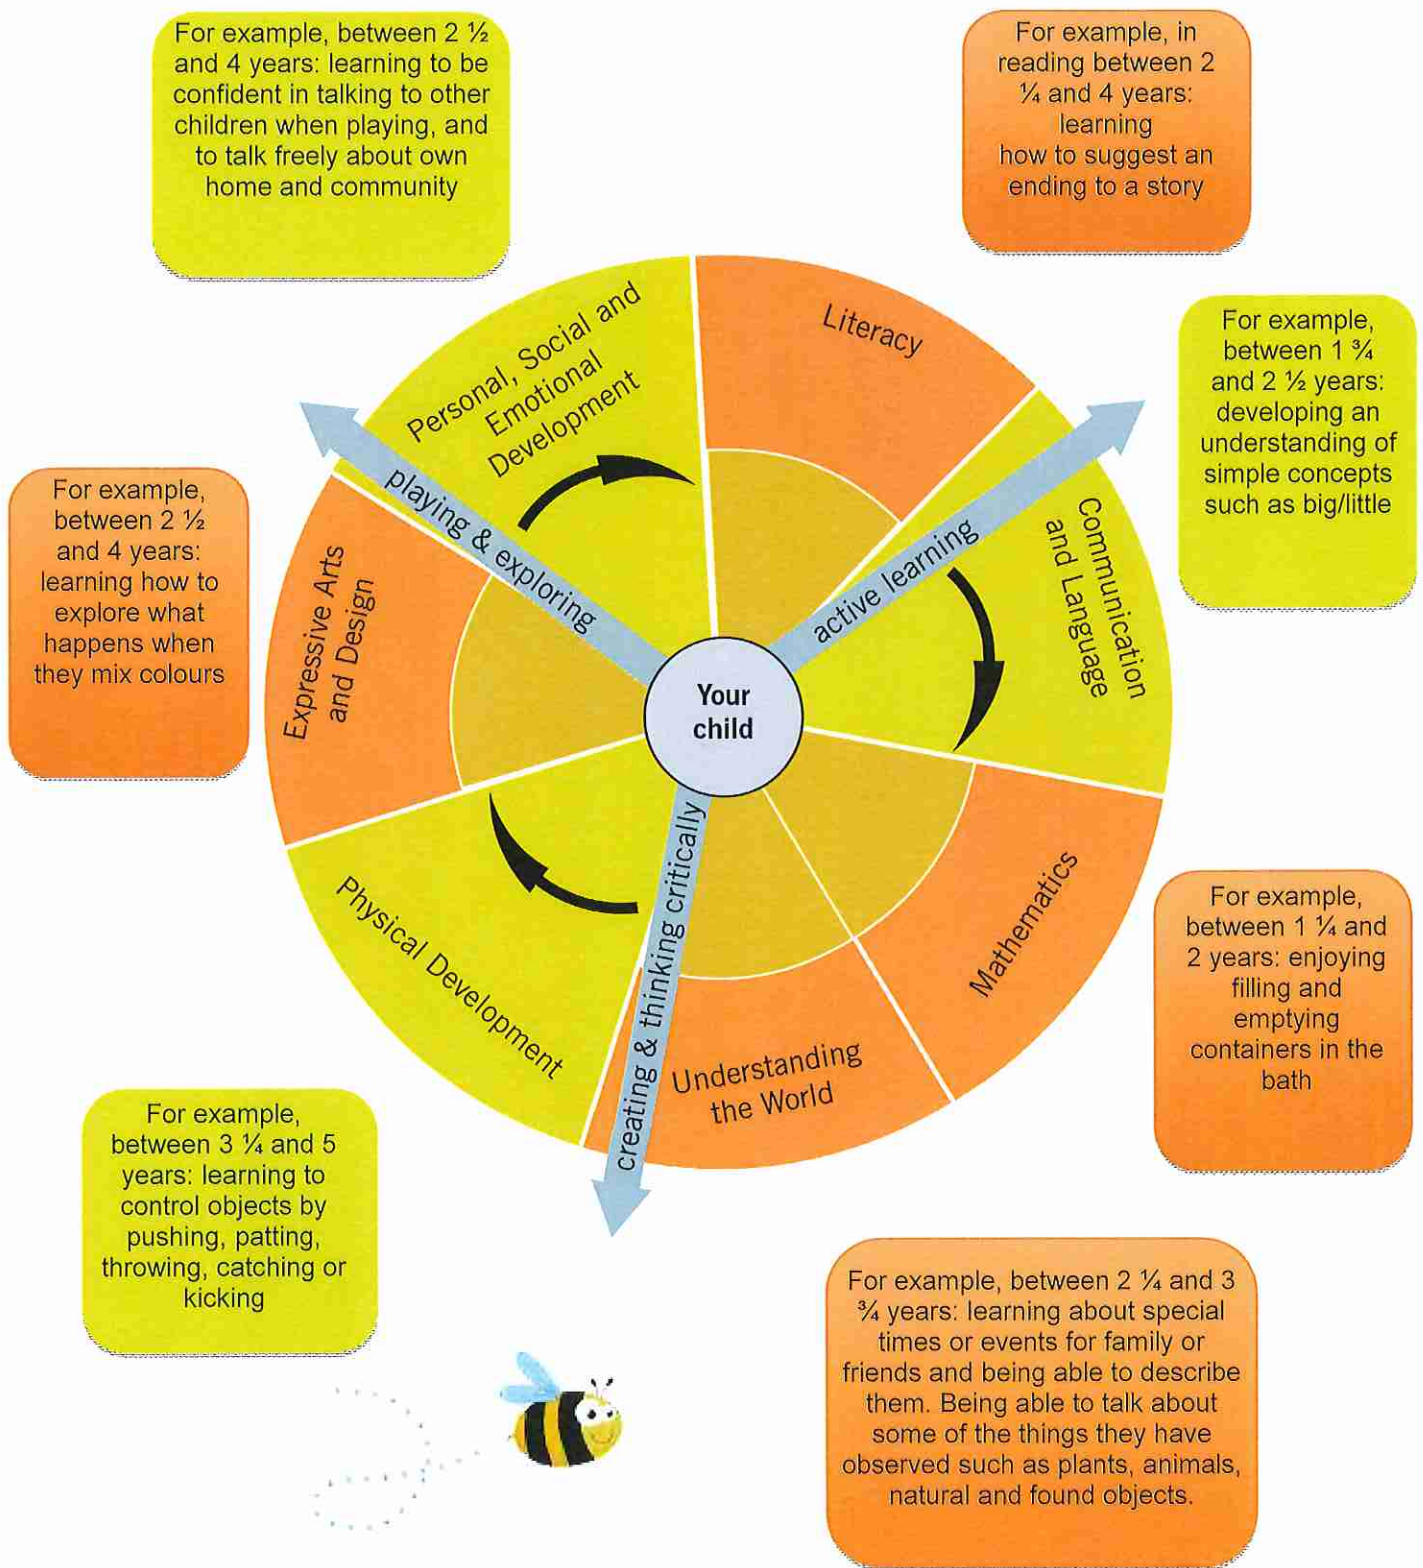 For example, between 2 ½
and 4 years: learning to be
confident in talking to other
children when playing, and
to talk freely about own
home and community
For example, in
reading between 2
¼ and 4 years:
learning
how to suggest an
ending to a story
For example,
between 1 ¾
and 2 ½ years:
developing an
understanding of
simple concepts
such as big/little
For example,
between 2 ½
and 4 years:
learning how to
explore what
happens when
they mix colours
Personal, Social and
Emotional
Development
Literacy
Communication
and Language
Mathematics
Understanding
the World
Physical Development
Expressive Arts
and Design
playing & exploring
active learning
creating & thinking critically
Your
child
For example,
between 1 ¼ and
2 years: enjoying
filling and
emptying
containers in the
bath
For example,
between 3 ¼ and 5
years: learning to
control objects by
pushing, patting,
throwing, catching or
kicking
For example, between 2 ¼ and 3
¾ years: learning about special
times or events for family or
friends and being able to describe
them. Being able to talk about
some of the things they have
observed such as plants, animals,
natural and found objects.